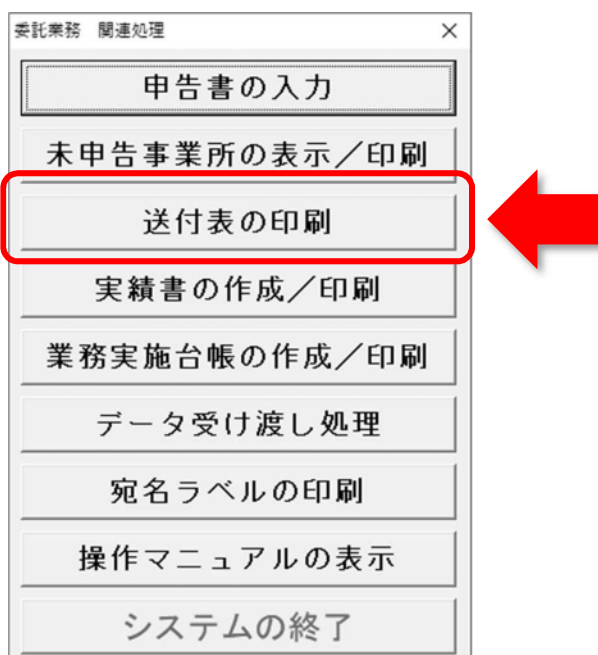 委託業務　関連処理
申告書の入力
未申告事業所の表示／印刷
送付表の印刷
実績書の作成／印刷
業務実施台帳の作成／印刷
データ受け渡し処理
宛名ラベルの印刷
操作マニュアルの表示
システムの終了